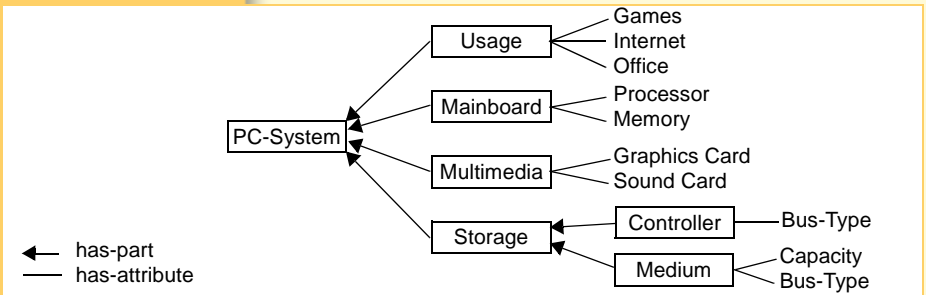 Games
Usage
Internet
Office
Processor
Mainboard
Memory
PC-System
Graphics Card
Multimedia
Sound Card
Controller
Bus-Type
Storage
has-part
Capacity
Medium
has-attribute
Bus-Type